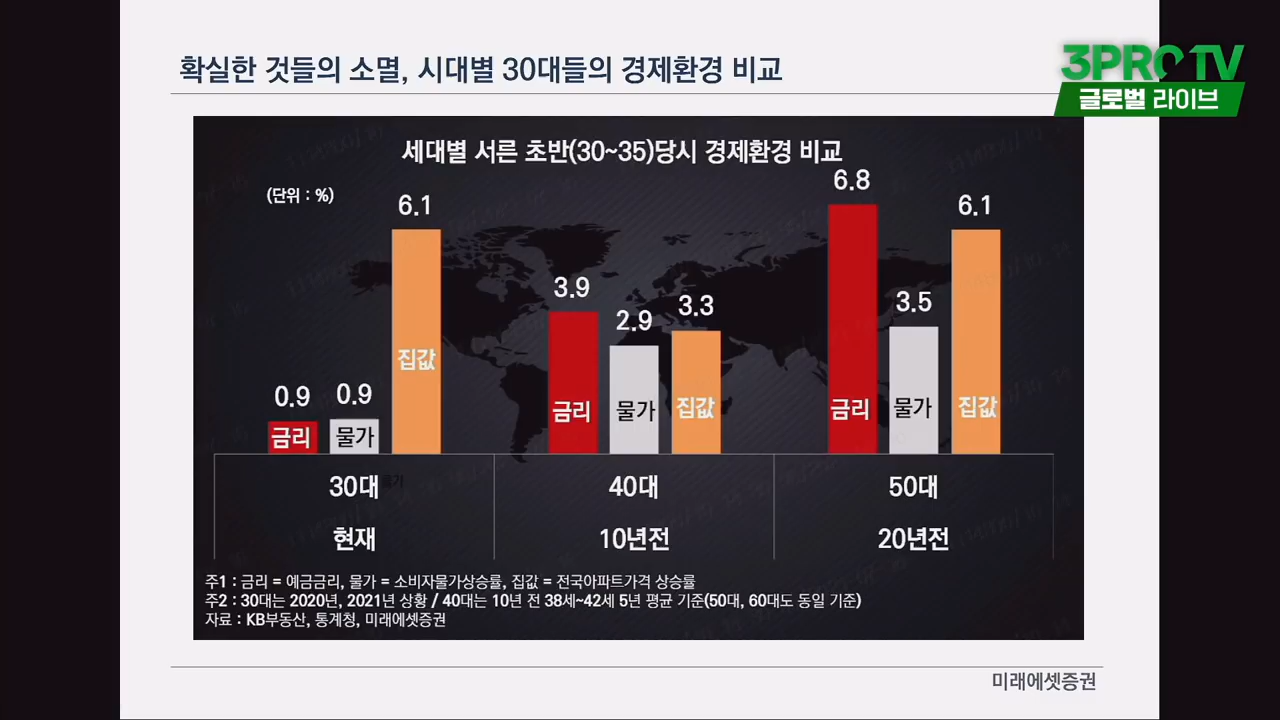 확실한 것들의 소멸, 시대별 30대들의 경제환경 비교
3PRO TV
글로벌 라이브
세대별 서른 초반(30~35)당시 경제환경 비교
(단위 : %)
0.9 0.9 6.1
3.9 2.9 3.3
6.8 3.5 6.1
금리 물가 집값
금리 물가 집값
금리 물가 집값
30대 물가 40대 50대
현재 10년전 20년전
주1 : 금리 = 예금금리, 물가 = 소비자물가상승률, 집값 = 전국아파트가격 상승률
주2 : 30대는 2020년, 2021년 상황 / 40대는 10년 전 38세~42세 5년 평균 기준(50대, 60대도 동일 기준)
자료 : KB부동산, 통계청, 미래에셋증권
미래에셋증권